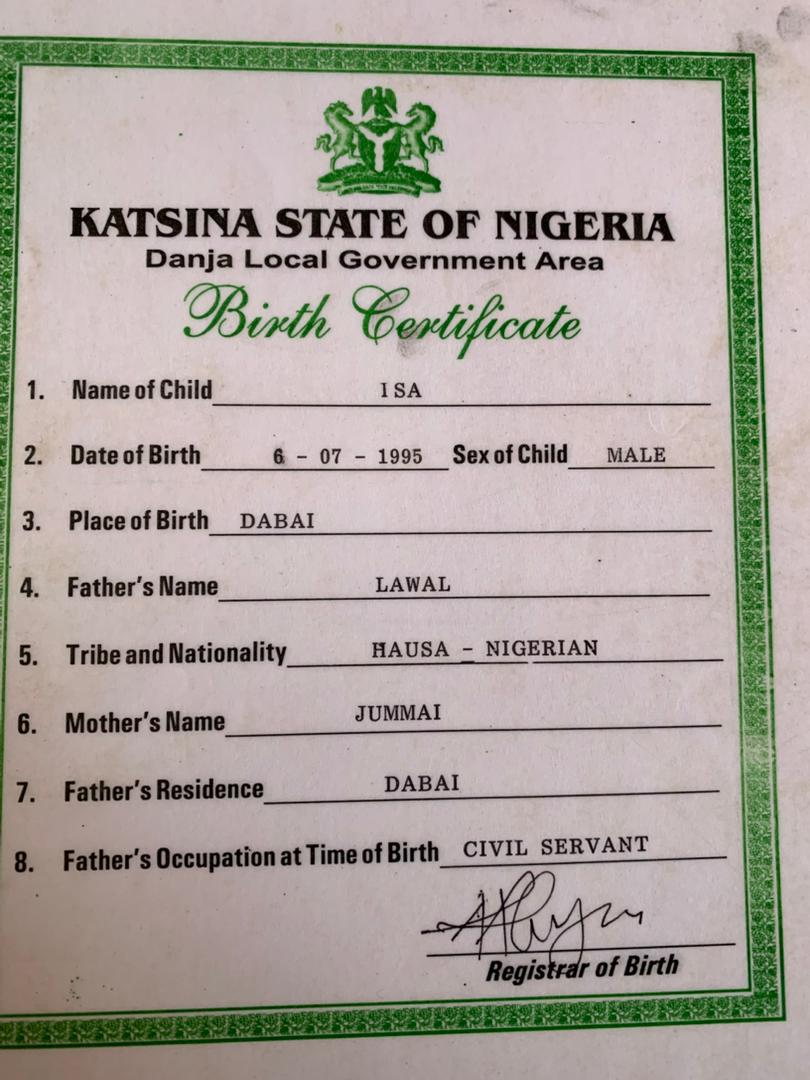 KATSINA STATE OF NIGERIA
Danja Local Government Area
Birth Certificate
1. Name of Child ISA
2. Date of Birth 6 - 07 - 1995 Sex of Child MALE
3. Place of Birth DABAI
4. Father's Name LAWAL
5. Tribe and Nationality HAUSA - NIGERIAN
6. Mother's Name JUMMAI
7. Father's Residence DABAI
8. Father's Occupation at Time of Birth CIVIL SERVANT
Registrar of Birth